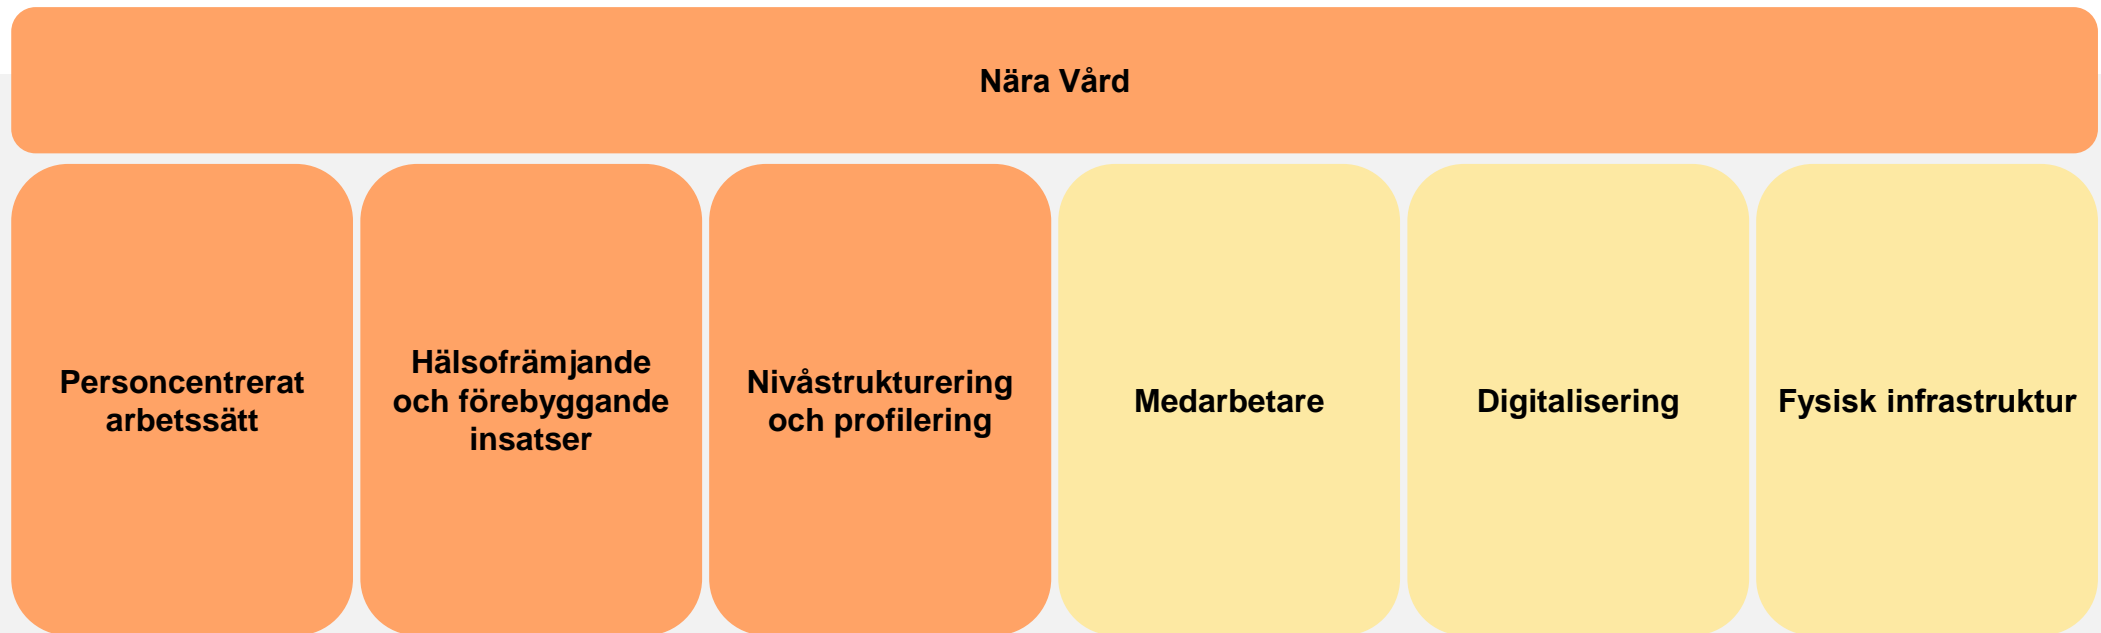 Nära Vård
Personcentrerat
arbetssätt
Hälsofrämjande
och förebyggande
insatser
Nivåstrukturering
och profilering
Medarbetare
Digitalisering
Fysisk infrastruktur